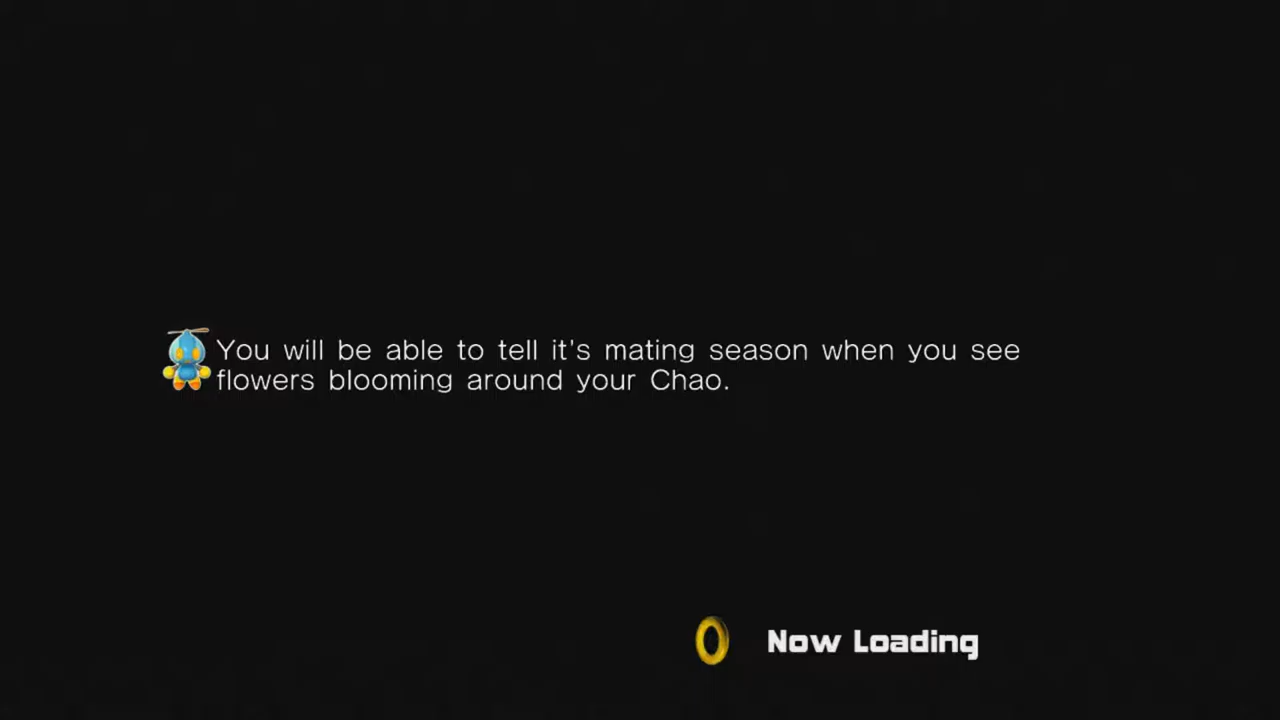 You will be able to tell it's mating season when you see
flowers blooming around your Chao.
Now Loading